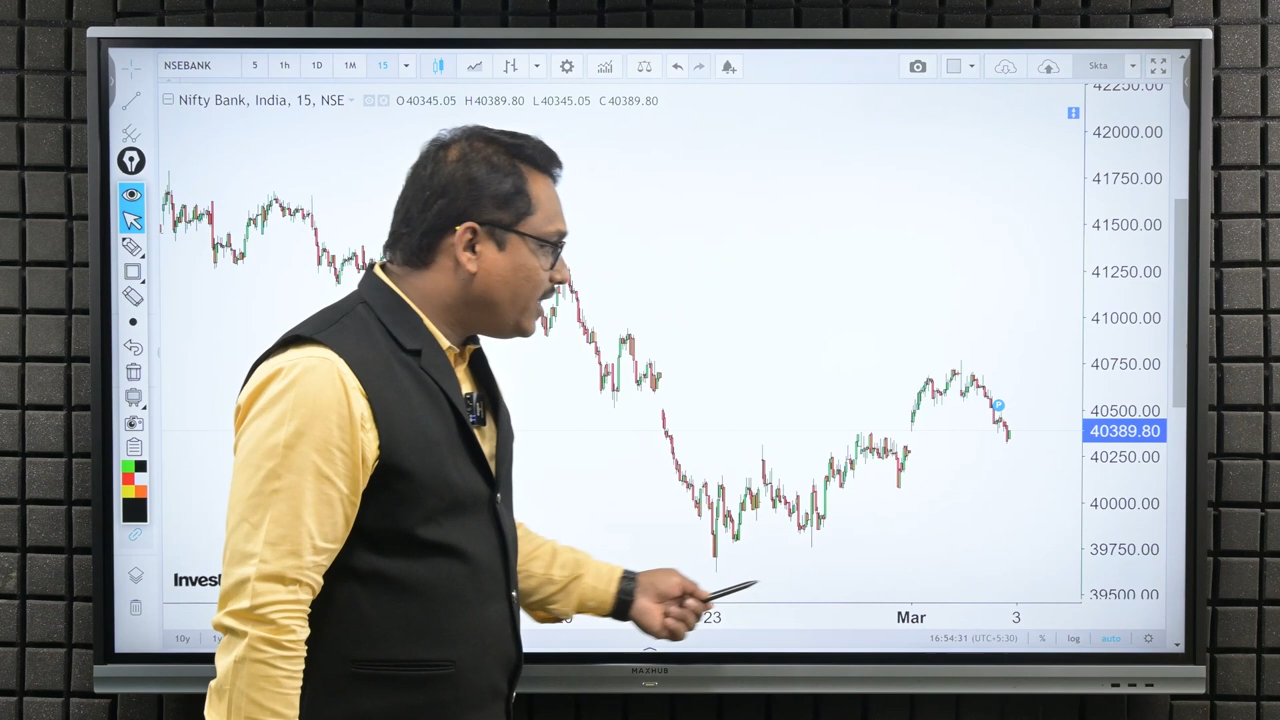 NSEBANK 5 1h 1D 1M 15 Skta
Nifty Bank, India, 15, NSE O40345.05 H40389.80 L40345.05 C40389.80
42250.00
42000.00
41750.00
41500.00
41250.00
41000.00
40750.00
P
40500.00
40389.80
40250.00
40000.00
39750.00
39500.00
Invest
23 Mar 3
10y 1y 16:54:31 (UTC+5:30) % log auto
MAXHUB